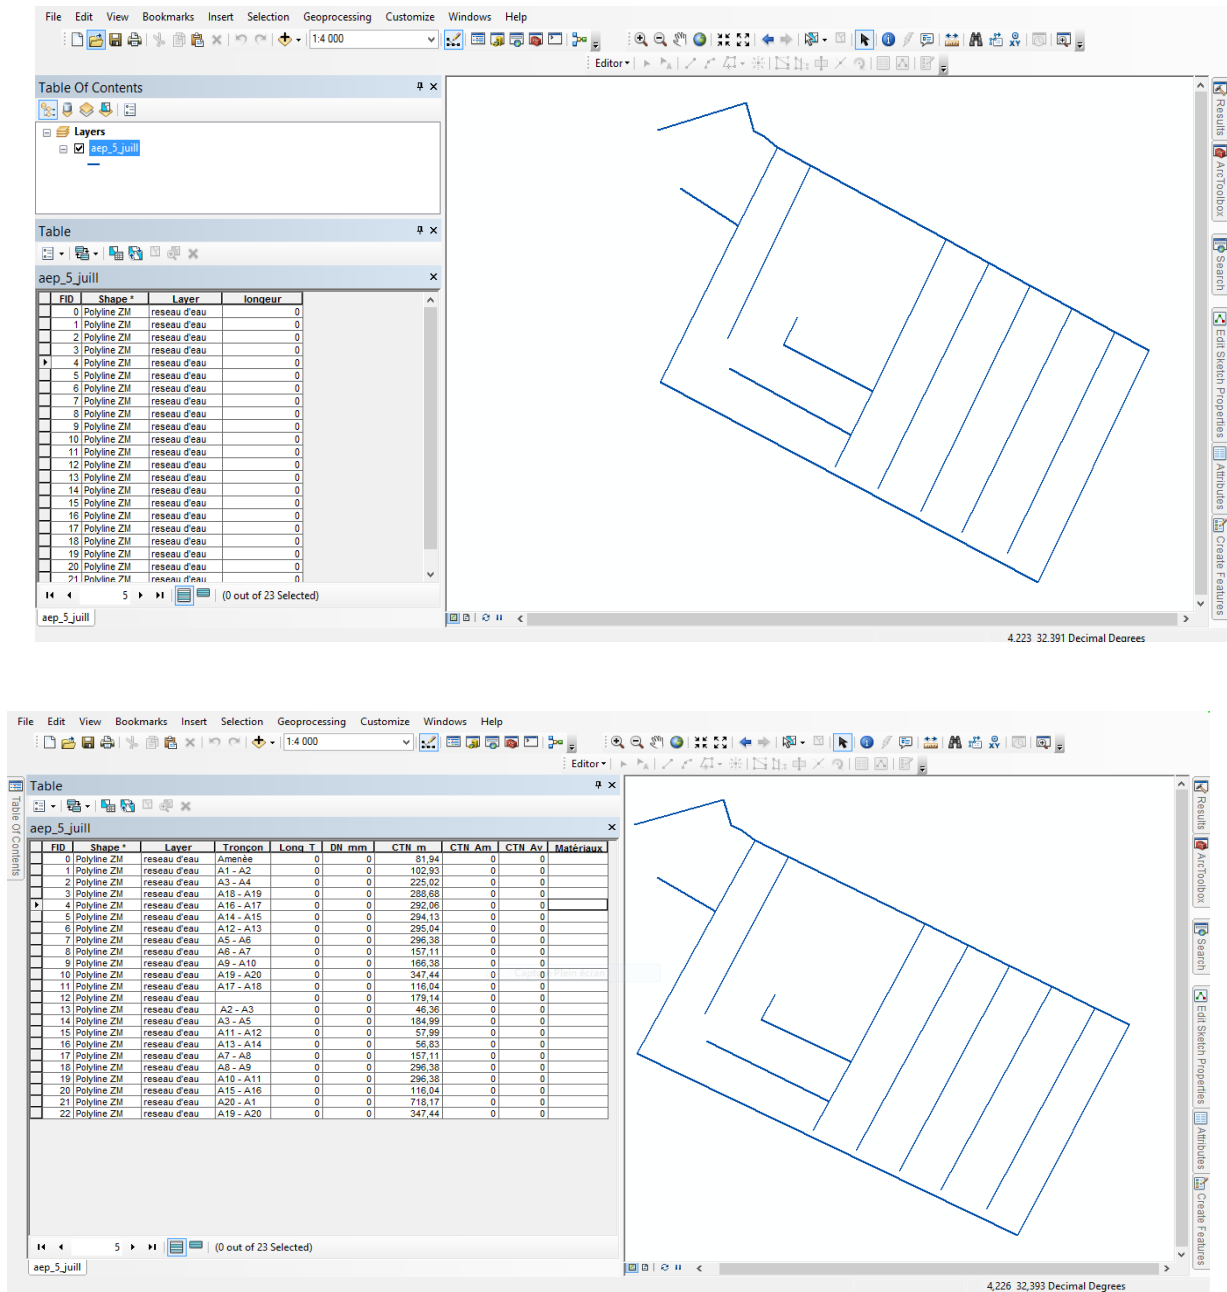 File Edit View Bookmarks Insert Selection Geoprocessing Customize Windows Help
1:4 000
Editor
Table Of Contents
Layers
aep_5_juill
Table
aep_5_juill
FID Shape * Layer longeur
0 Polyline ZM reseau d'eau 0
1 Polyline ZM reseau d'eau 0
2 Polyline ZM reseau d'eau 0
3 Polyline ZM reseau d'eau 0
4 Polyline ZM reseau d'eau 0
5 Polyline ZM reseau d'eau 0
6 Polyline ZM reseau d'eau 0
7 Polyline ZM reseau d'eau 0
8 Polyline ZM reseau d'eau 0
9 Polyline ZM reseau d'eau 0
10 Polyline ZM reseau d'eau 0
11 Polyline ZM reseau d'eau 0
12 Polyline ZM reseau d'eau 0
13 Polyline ZM reseau d'eau 0
14 Polyline ZM reseau d'eau 0
15 Polyline ZM reseau d'eau 0
16 Polyline ZM reseau d'eau 0
17 Polyline ZM reseau d'eau 0
18 Polyline ZM reseau d'eau 0
19 Polyline ZM reseau d'eau 0
20 Polyline ZM reseau d'eau 0
21 Polyline ZM reseau d'eau 0
5 (0 out of 23 Selected)
aep_5_juill
Results
ArcToolbox
Search
Edit Sketch Properties
Attributes
Create Features
4,223 32,391 Decimal Degrees
File Edit View Bookmarks Insert Selection Geoprocessing Customize Windows Help
1:4 000
Editor
Table Of Contents
Table
aep_5_juill
FID Shape * Layer Tronçon Long_T DN_mm CTN_m CTN_Am CTN_Av Matériaux
0 Polyline ZM reseau d'eau Amenèe 0 0 81,94 0 0
1 Polyline ZM reseau d'eau A1 - A2 0 0 102,93 0 0
2 Polyline ZM reseau d'eau A3 - A4 0 0 225,02 0 0
3 Polyline ZM reseau d'eau A18 - A19 0 0 288,68 0 0
4 Polyline ZM reseau d'eau A16 - A17 0 0 292,06 0 0
5 Polyline ZM reseau d'eau A14 - A15 0 0 294,13 0 0
6 Polyline ZM reseau d'eau A12 - A13 0 0 295,04 0 0
7 Polyline ZM reseau d'eau A5 - A6 0 0 296,38 0 0
8 Polyline ZM reseau d'eau A6 - A7 0 0 157,11 0 0
9 Polyline ZM reseau d'eau A9 - A10 0 0 166,38 0 0
10 Polyline ZM reseau d'eau A19 - A20 0 0 347,44 0 0
11 Polyline ZM reseau d'eau A17 - A18 0 0 116,04 0 0
12 Polyline ZM reseau d'eau 0 0 179,14 0 0
13 Polyline ZM reseau d'eau A2 - A3 0 0 46,36 0 0
14 Polyline ZM reseau d'eau A3 - A5 0 0 184,99 0 0
15 Polyline ZM reseau d'eau A11 - A12 0 0 57,99 0 0
16 Polyline ZM reseau d'eau A13 - A14 0 0 56,83 0 0
17 Polyline ZM reseau d'eau A7 - A8 0 0 157,11 0 0
18 Polyline ZM reseau d'eau A8 - A9 0 0 296,38 0 0
19 Polyline ZM reseau d'eau A10 - A11 0 0 296,38 0 0
20 Polyline ZM reseau d'eau A15 - A16 0 0 116,04 0 0
21 Polyline ZM reseau d'eau A20 - A1 0 0 718,17 0 0
22 Polyline ZM reseau d'eau A19 - A20 0 0 347,44 0 0
Plein écran
5 (0 out of 23 Selected)
aep_5_juill
Results
ArcToolbox
Search
Edit Sketch Properties
Attributes
Create Features
4,226 32,393 Decimal Degrees